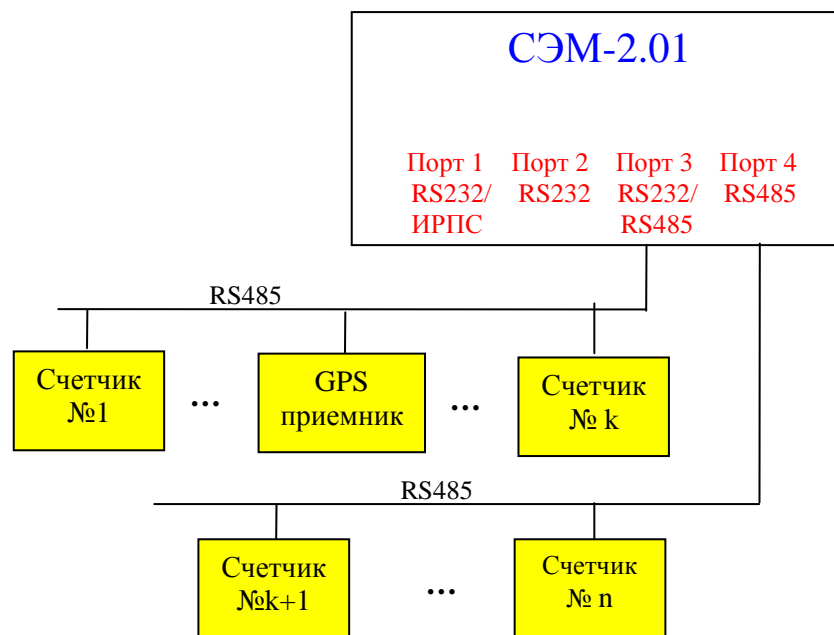 СЭМ-2.01
Порт 1 Порт 2 Порт 3 Порт 4
RS232/ RS232 RS232/ RS485
ИРПС RS485
RS485
Счетчик
№1
...
GPS
приемник
...
Счетчик
№ k
RS485
Счетчик
№k+1
...
Счетчик
№ n